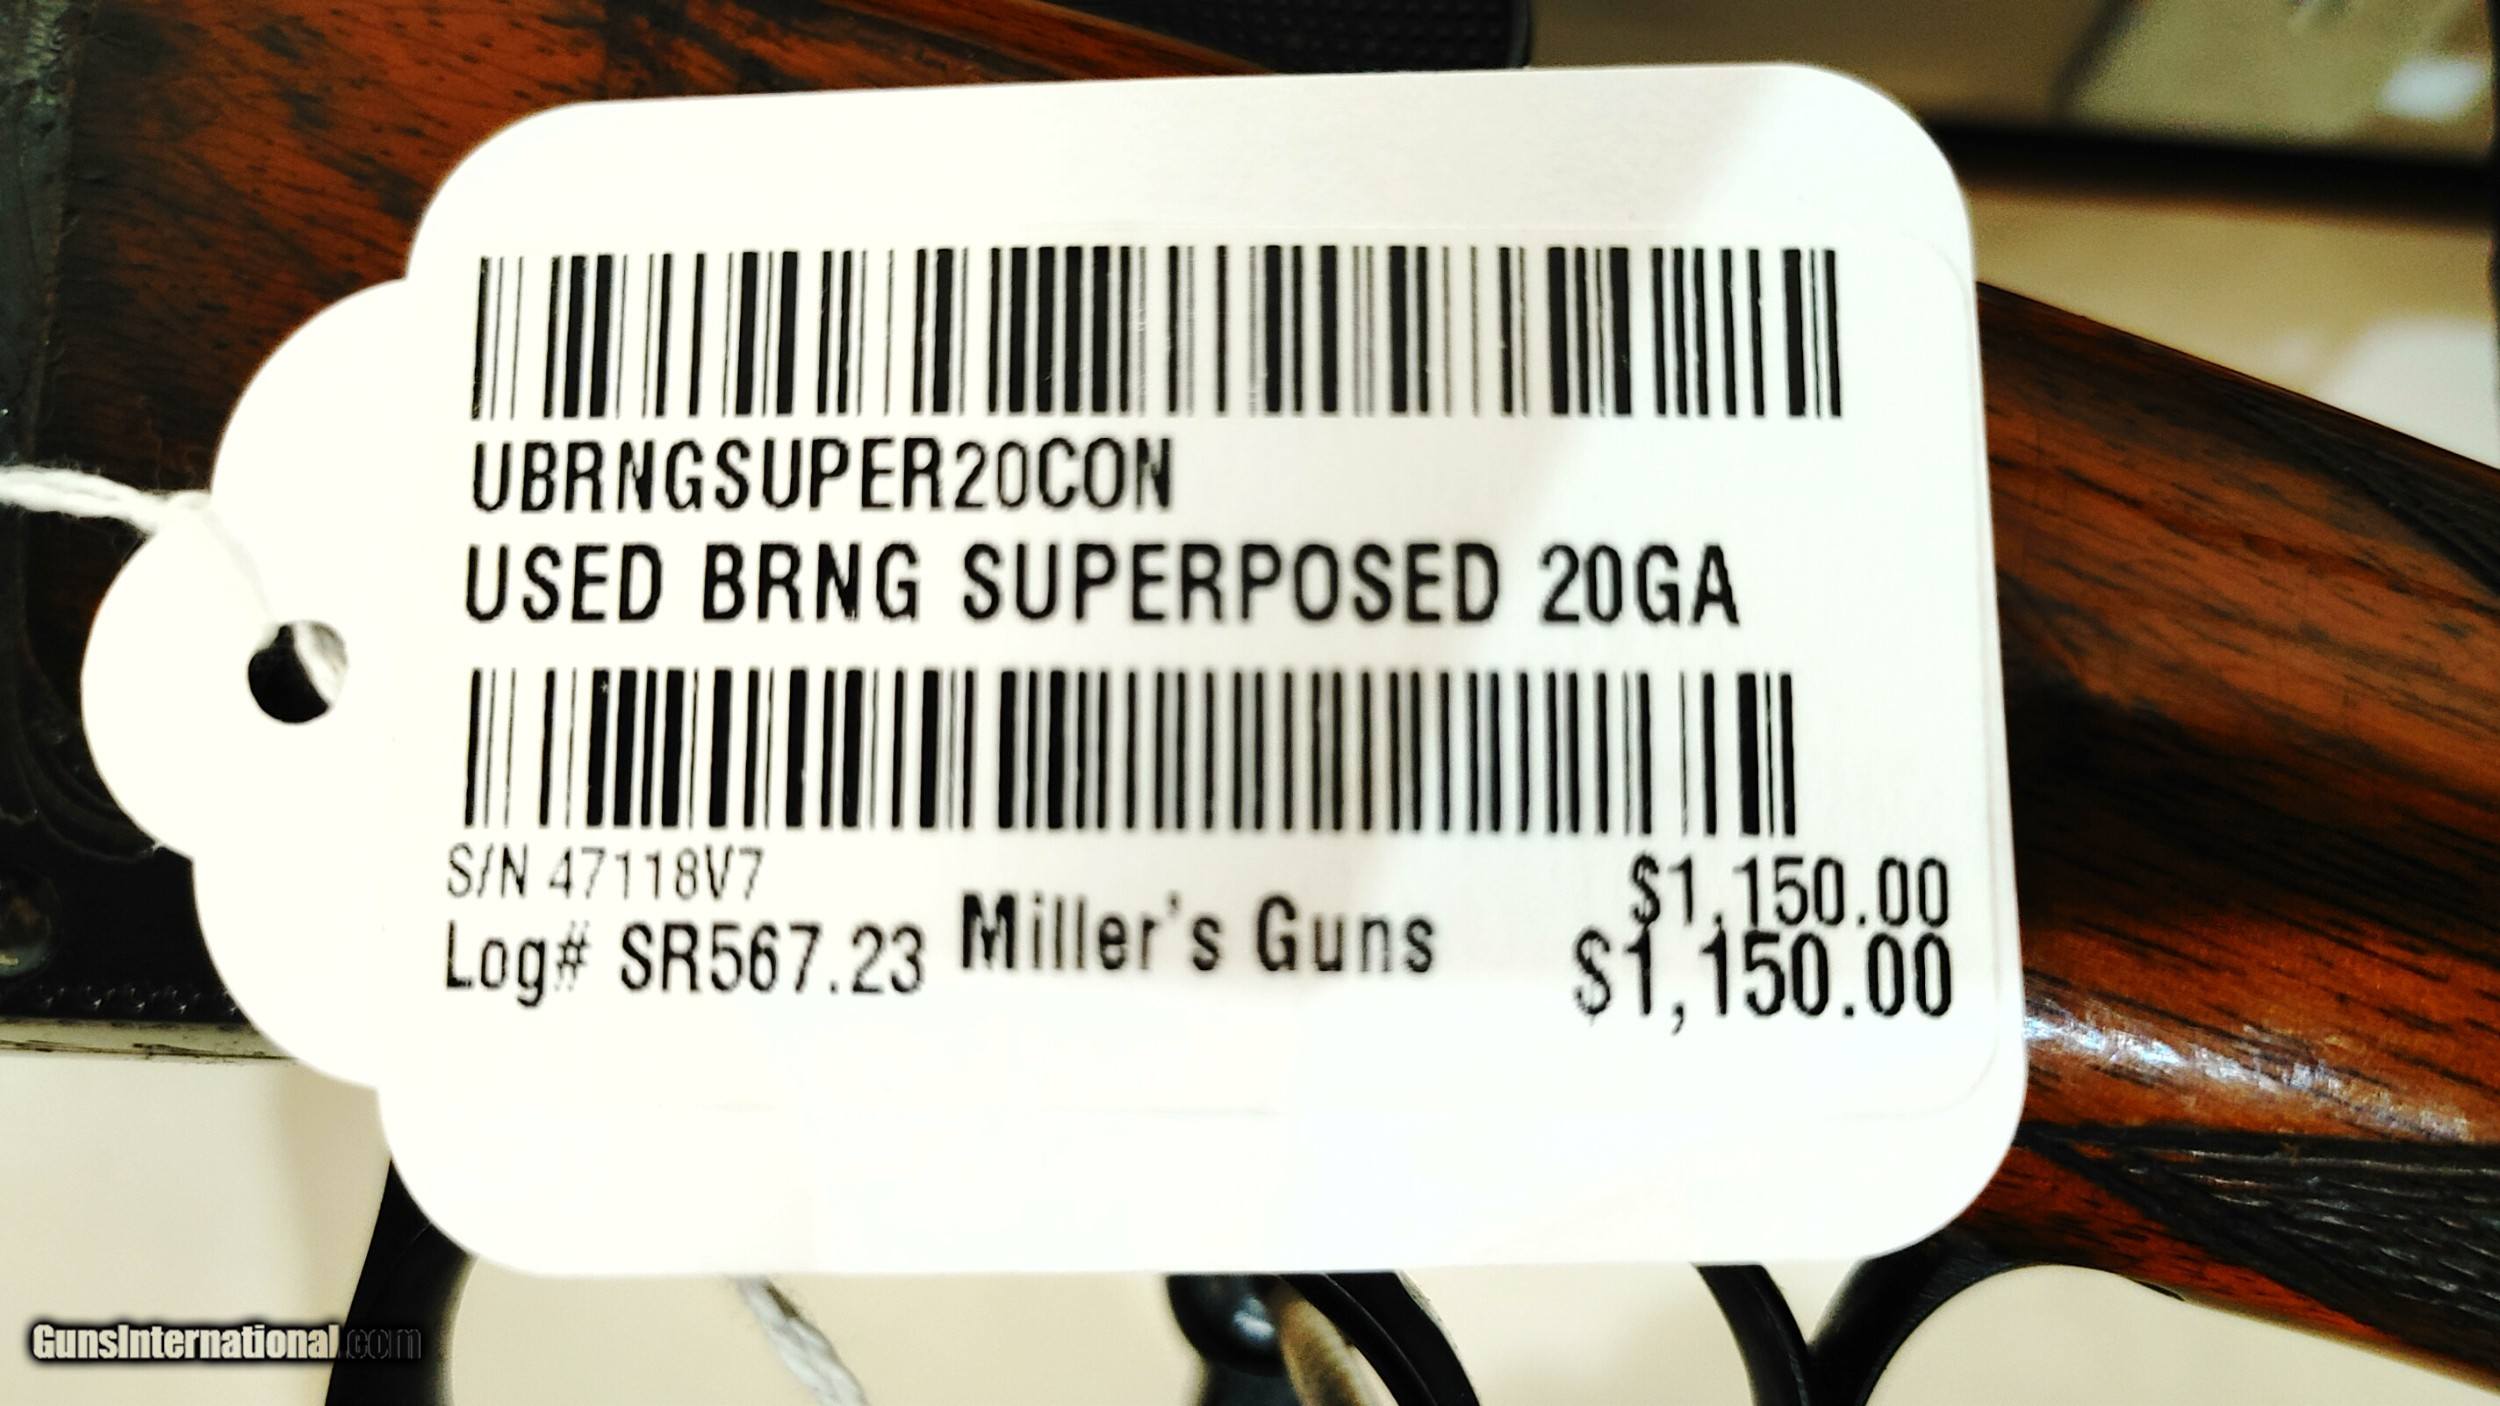 UBRNGSUPER20CON
USED BRNG SUPERPOSED 20GA
S/N 47118V7
$1,150.00
Log# SR567.23
Miller's Guns
$1,150.00
GunsInternational.com